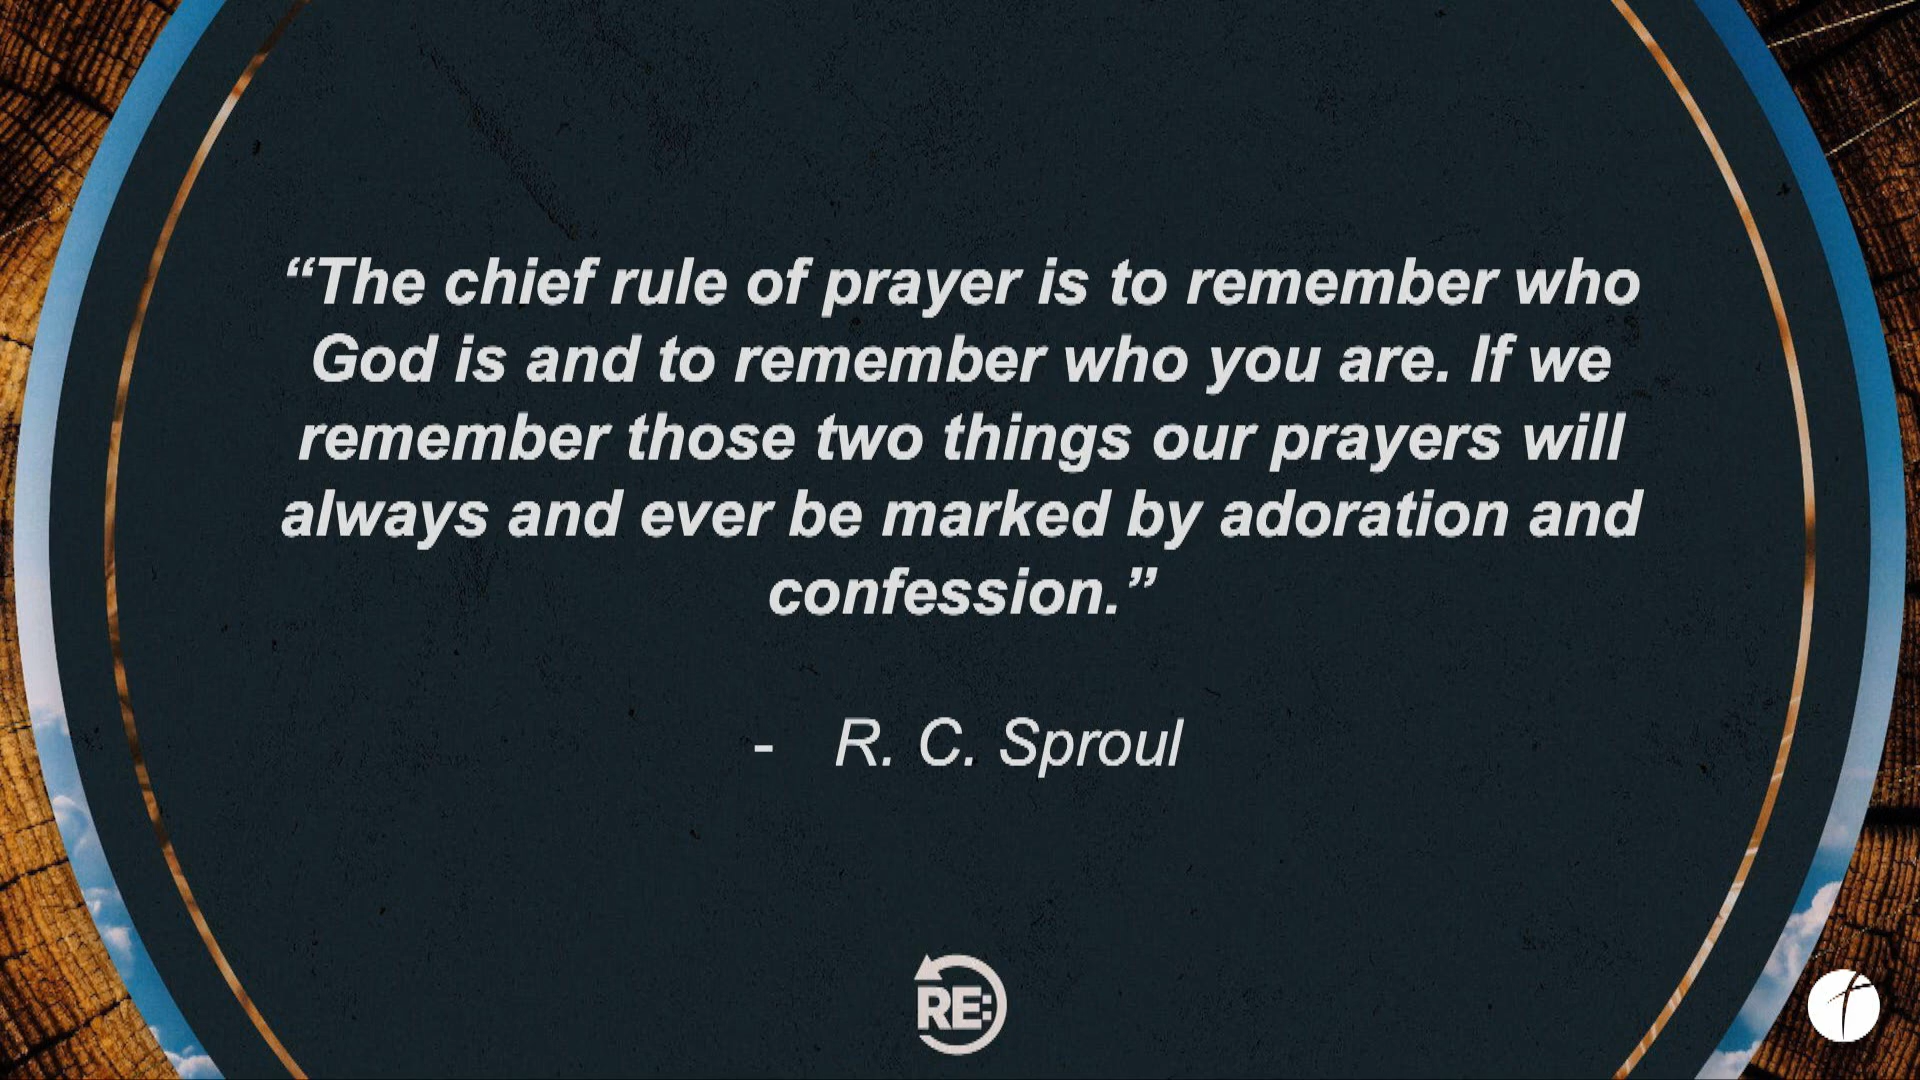 “The chief rule of prayer is to remember who
God is and to remember who you are. If we
remember those two things our prayers will
always and ever be marked by adoration and
confession.”
- R. C. Sproul
RE: